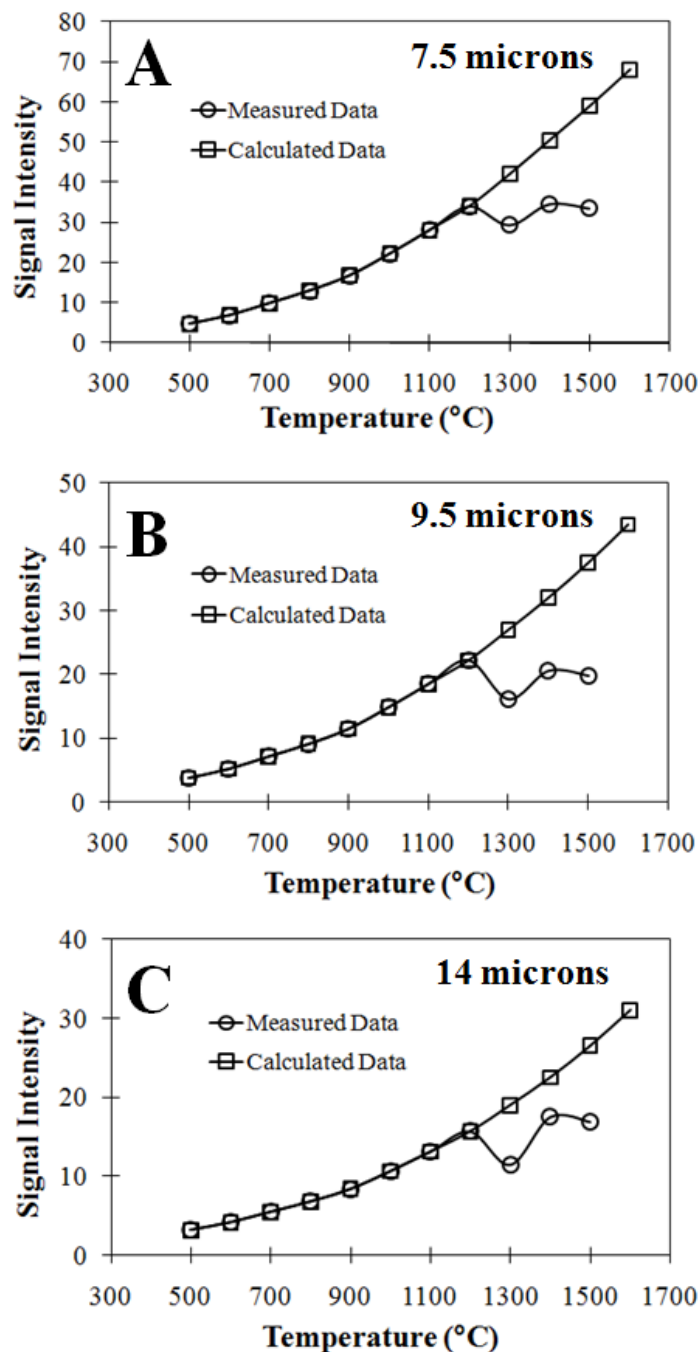 A
7.5 microns
Measured Data
Calculated Data
80
70
60
50
40
30
20
10
0
Signal Intensity
300 500 700 900 1100 1300 1500 1700
Temperature (°C)
B
9.5 microns
Measured Data
Calculated Data
50
40
30
20
10
0
Signal Intensity
300 500 700 900 1100 1300 1500 1700
Temperature (°C)
C
14 microns
Measured Data
Calculated Data
40
30
20
10
0
Signal Intensity
300 500 700 900 1100 1300 1500 1700
Temperature (°C)